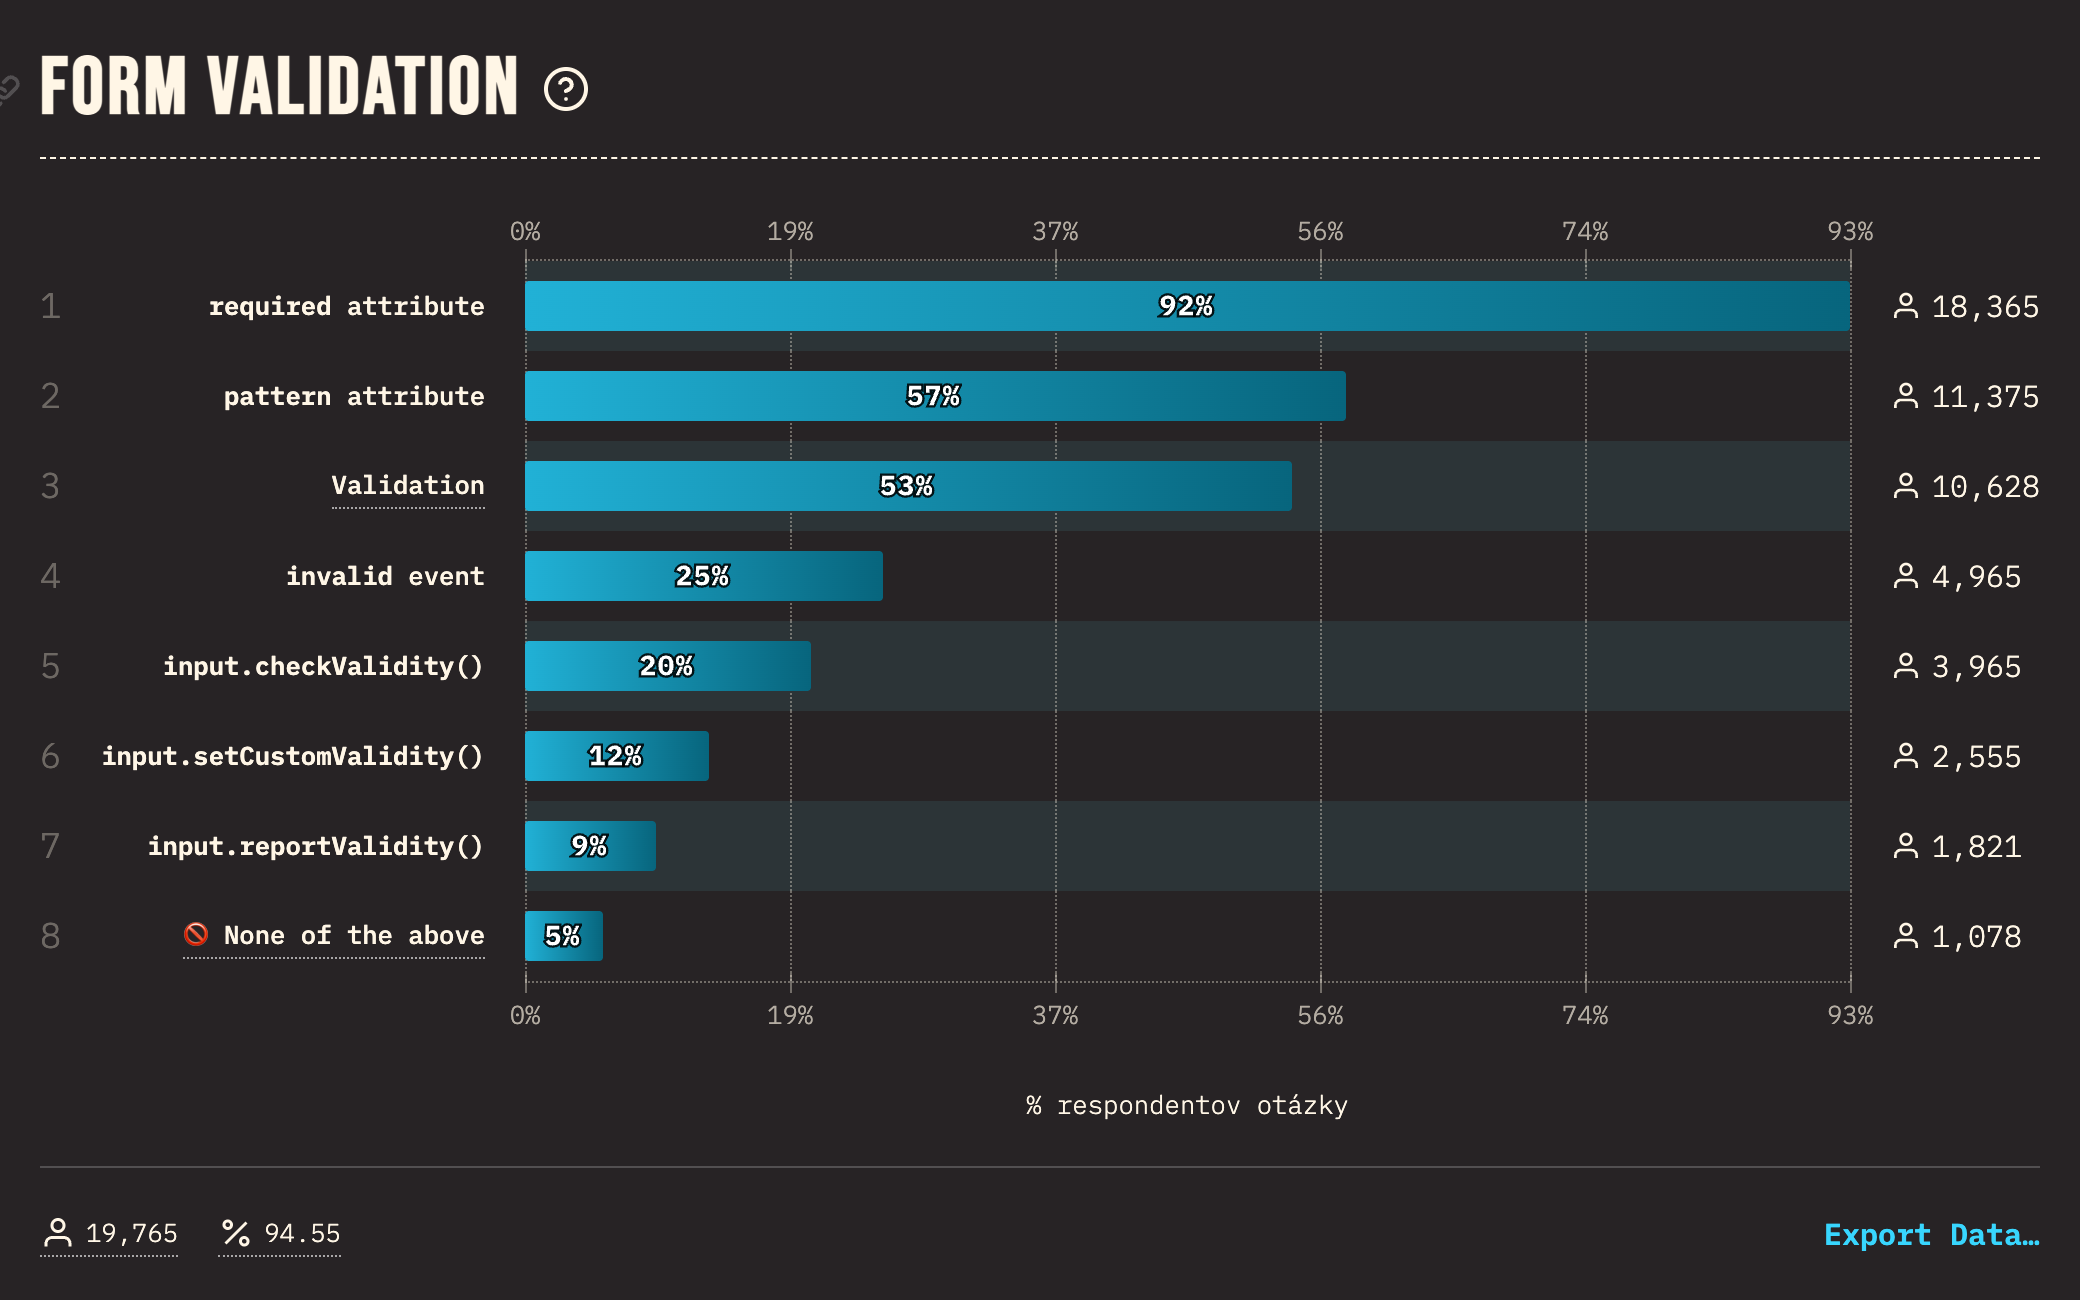 FORM VALIDATION
0% 19% 37% 56% 74% 93%
1 required attribute 92% 18,365
2 pattern attribute 57% 11,375
3 Validation 53% 10,628
4 invalid event 25% 4,965
5 input.checkValidity() 20% 3,965
6 input.setCustomValidity() 12% 2,555
7 input.reportValidity() 9% 1,821
8 🚫 None of the above 5% 1,078
0% 19% 37% 56% 74% 93%
% respondentov otázky
19,765 % 94.55 Export Data…